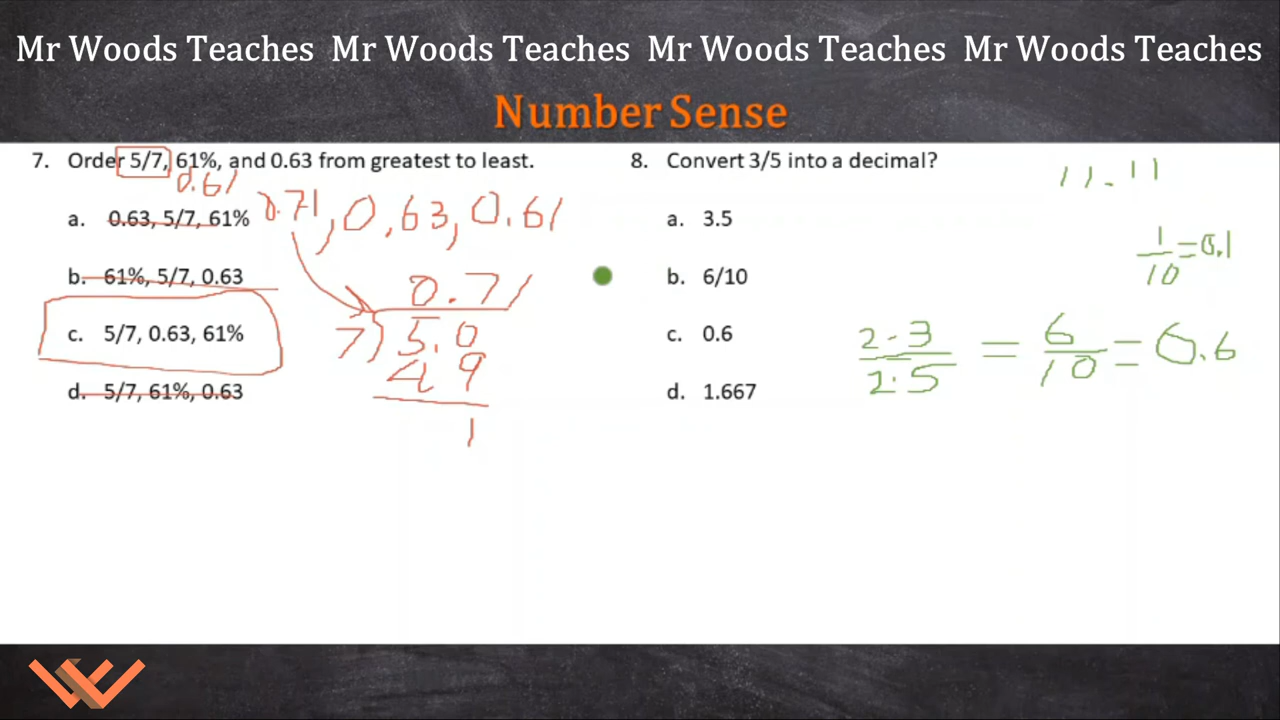 Mr Woods Teaches Mr Woods Teaches Mr Woods Teaches Mr Woods Teaches
Number Sense
7. Order 5/7, 61%, and 0.63 from greatest to least.
0.61
a. 0.63, 5/7, 61%
0.71, 0.63, 0.61
b. 61%, 5/7, 0.63
c. 5/7, 0.63, 61%
d. 5/7, 61%, 0.63
0.71
7)5.0
49
1
8. Convert 3/5 into a decimal?
11.11
a. 3.5
1/10=0.1
b. 6/10
c. 0.6
d. 1.667
2·3/2·5 = 6/10 = 0.6